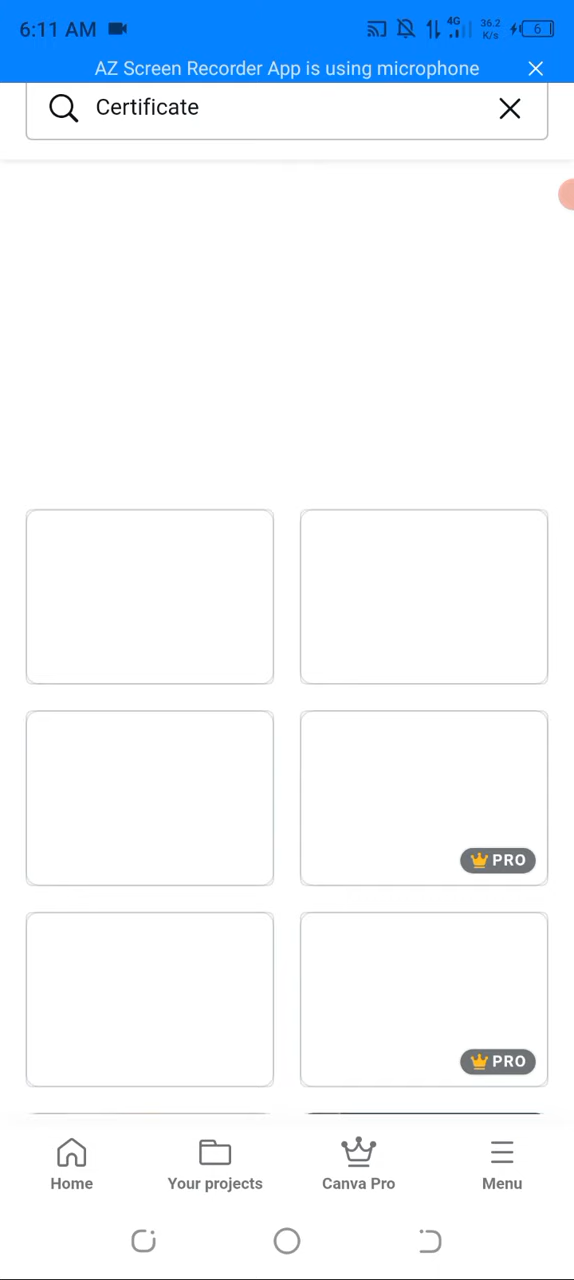 6:11 AM 4G 36.2 K/s 6
AZ Screen Recorder App is using microphone
Certificate
PRO
PRO
Home Your projects Canva Pro Menu